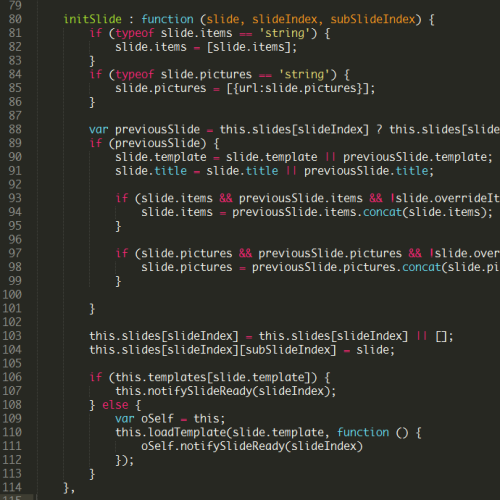 79
80 initSlide : function (slide, slideIndex, subSlideIndex) {
81 if (typeof slide.items == 'string') {
82 slide.items = [slide.items];
83 }
84 if (typeof slide.pictures == 'string') {
85 slide.pictures = [{url:slide.pictures}];
86 }
87
88 var previousSlide = this.slides[slideIndex] ? this.slides[slide
89 if (previousSlide) {
90 slide.template = slide.template || previousSlide.template;
91 slide.title = slide.title || previousSlide.title;
92
93 if (slide.items && previousSlide.items && !slide.overrideIt
94 slide.items = previousSlide.items.concat(slide.items);
95 }
96
97 if (slide.pictures && previousSlide.pictures && !slide.over
98 slide.pictures = previousSlide.pictures.concat(slide.pi
99 }
100
101 }
102
103 this.slides[slideIndex] = this.slides[slideIndex] || [];
104 this.slides[slideIndex][subSlideIndex] = slide;
105
106 if (this.templates[slide.template]) {
107 this.notifySlideReady(slideIndex);
108 } else {
109 var oSelf = this;
110 this.loadTemplate(slide.template, function () {
111 oSelf.notifySlideReady(slideIndex)
112 });
113 }
114 },
115